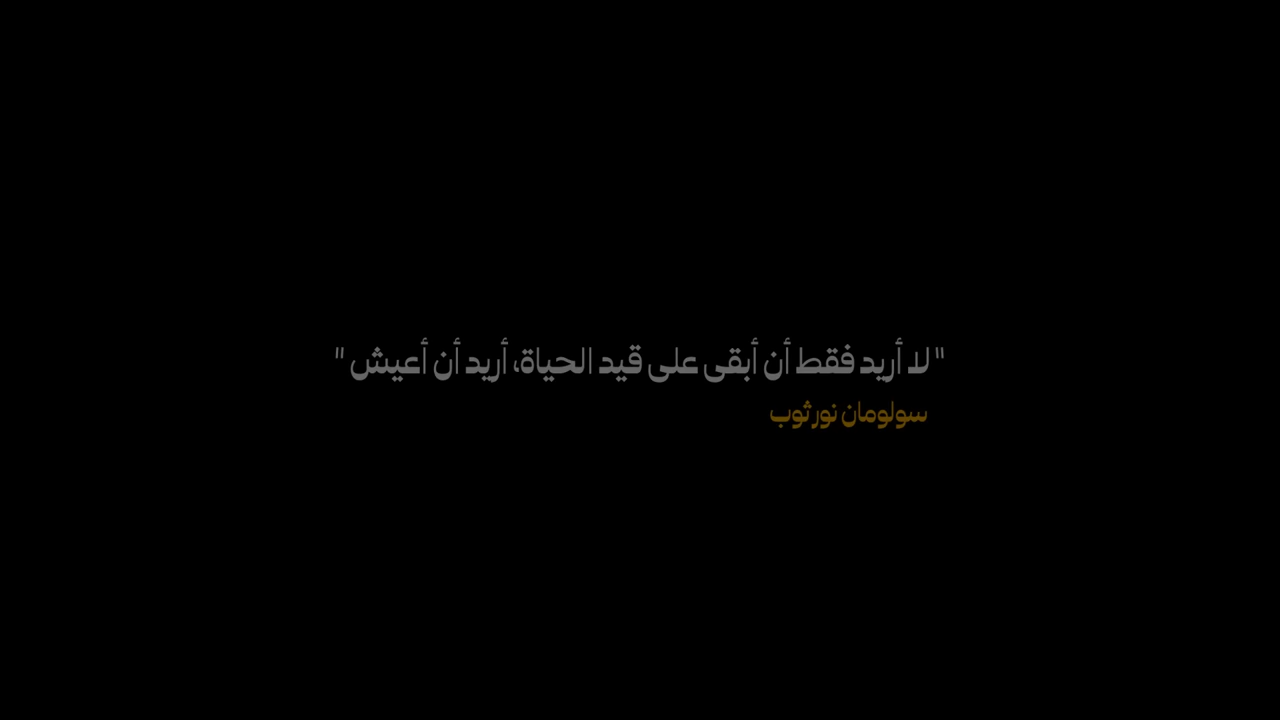 "لا أريد فقط أن أبقى على قيد الحياة، أريد أن أعيش"
سولومان نورثوب